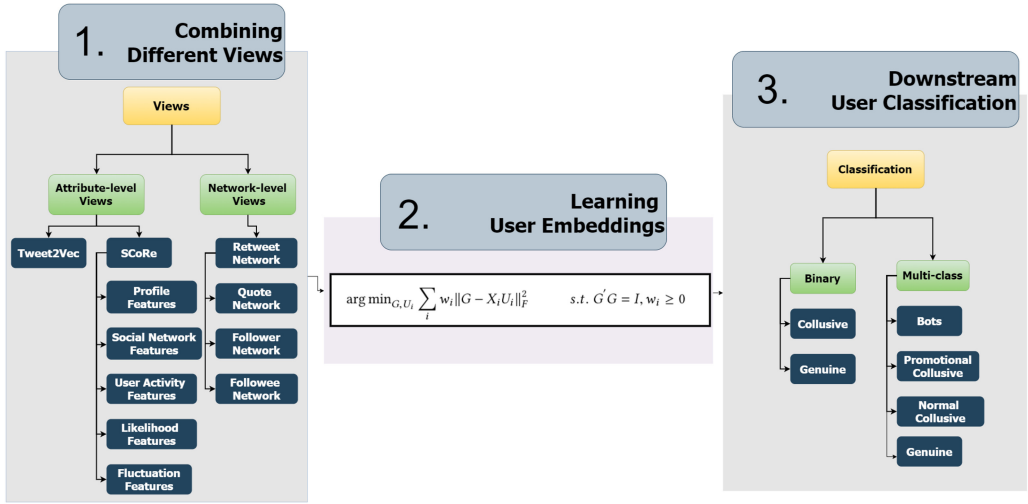 1. Combining
Different Views
Views
Attribute-level
Views
Network-level
Views
Tweet2Vec
SCoRe
Retweet
Network
Profile
Features
Quote
Network
Social Network
Features
Follower
Network
User Activity
Features
Followee
Network
Likelihood
Features
Fluctuation
Features
2. Learning
User Embeddings
arg min_{G,U_i} ∑_i w_i‖G − X_iU_i‖²_F    s.t. G′G = I, w_i ≥ 0
3. Downstream
User Classification
Classification
Binary
Multi-class
Collusive
Genuine
Bots
Promotional
Collusive
Normal
Collusive
Genuine